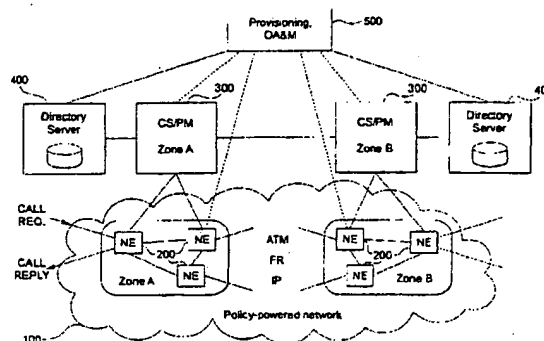 Provisioning, OA&M
500
400
300
300
40
Directory Server
CS/PM
Zone A
CS/PM
Zone B
Directory Server
CALL REQ.
CALL REPLY
NE
NE
200
NE
Zone A
ATM
FR
IP
NE
NE
200
NE
Zone B
Policy-powered network
100